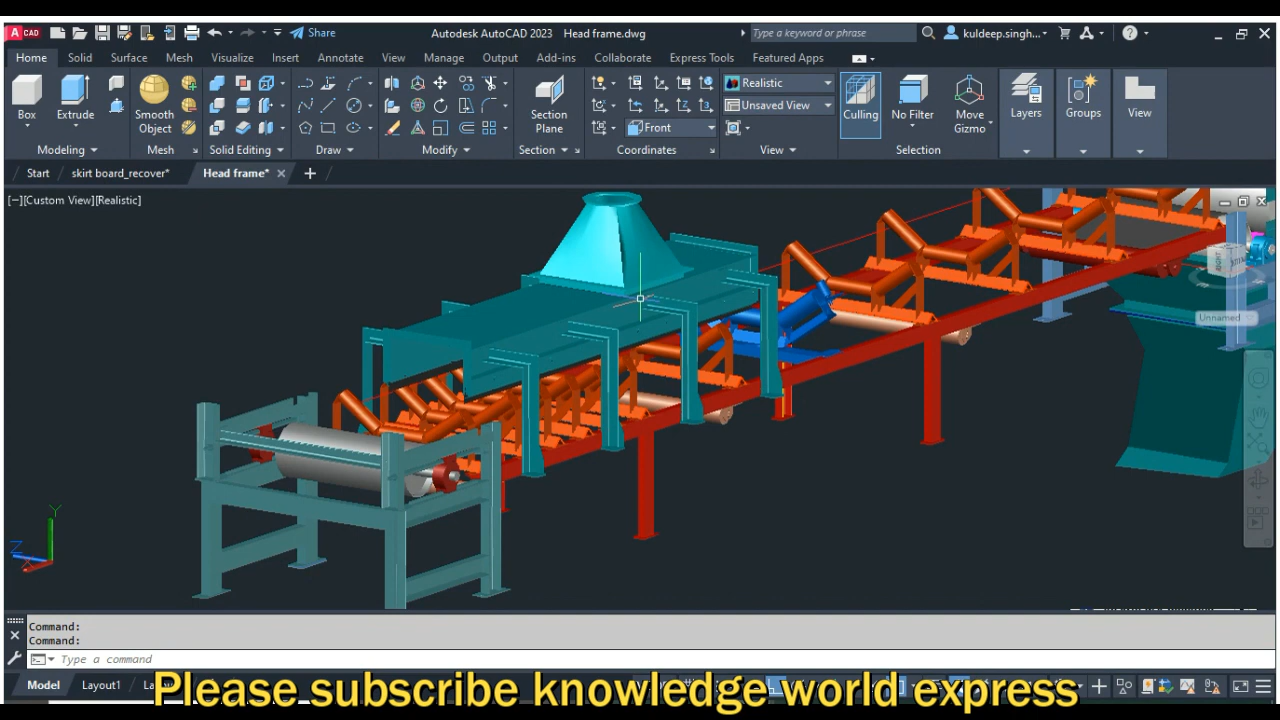 A CAD
Share
Autodesk AutoCAD 2023 Head frame.dwg
Type a keyword or phrase
kuldeep.singh...
Home Solid Surface Mesh Visualize Insert Annotate View Manage Output Add-ins Collaborate Express Tools Featured Apps
Realistic
Unsaved View
Front
Box Extrude Smooth Object Section Plane Culling No Filter Move Gizmo Layers Groups View
Modeling Mesh Solid Editing Draw Modify Section Coordinates View Selection
Start skirt board_recover* Head frame*
[−][Custom View][Realistic]
Unnamed
Y
Z
Command:
Command:
Type a command
Model Layout1
Please subscribe knowledge world express